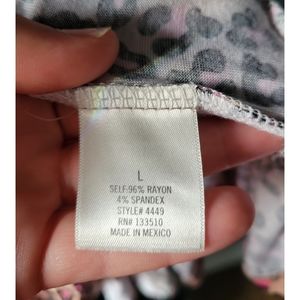 L
SELF:96% RAYON
4% SPANDEX
STYLE# 4449
RN# 133510
MADE IN MEXICO